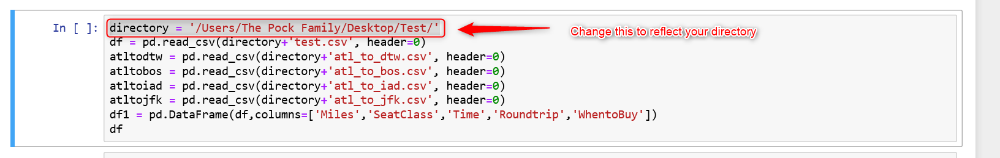 In [ ]: directory = '/Users/The Pock Family/Desktop/Test/' Change this to reflect your directory
df = pd.read_csv(directory+'test.csv', header=0)
atltodtw = pd.read_csv(directory+'atl_to_dtw.csv', header=0)
atltobos = pd.read_csv(directory+'atl_to_bos.csv', header=0)
atltoiad = pd.read_csv(directory+'atl_to_iad.csv', header=0)
atltojfk = pd.read_csv(directory+'atl_to_jfk.csv', header=0)
df1 = pd.DataFrame(df,columns=['Miles','SeatClass','Time','Roundtrip','WhentoBuy'])
df